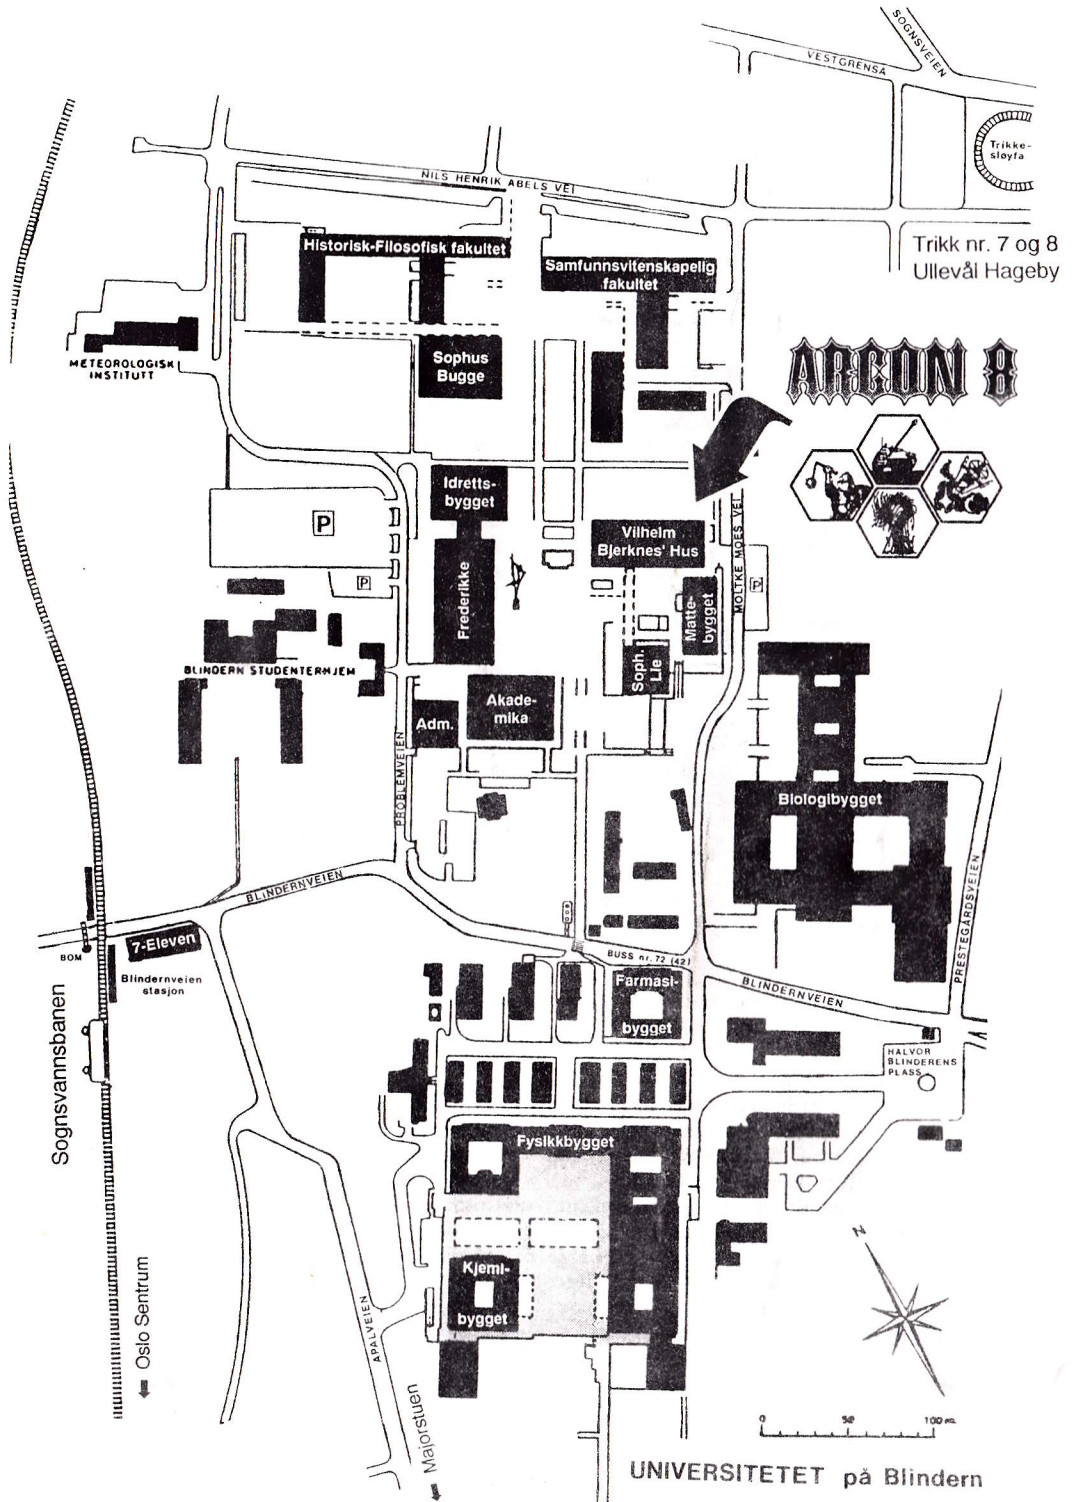 SOGNSVEIEN
VESTGRENSA
Trikke-
sløyfa
NILS HENRIK ABELS VEI
Trikk nr. 7 og 8
Ullevål Hageby
Historisk-Filosofisk fakultet
Samfunnsvitenskapelig
fakultet
METEOROLOGISK
INSTITUTT
Sophus
Bugge
ARCON 8
Idretts-
bygget
P
Vilhelm
Bjerknes' Hus
MOLTKE MOES VEI
P
P
Frederikke
Matte-
bygget
Soph.
Lie
BLINDERN STUDENTERHJEM
Akade-
mika
Adm.
PROBLEMVEIEN
Biologibygget
BLINDERNVEIEN
PRESTEGÅRDSVEIEN
7-Eleven
BOM
Blindernveien
stasjon
BUSS nr. 72 (42)
BLINDERNVEIEN
Farmasi-
bygget
HALVOR
BLINDERENS
PLASS
Sognsvannsbanen
Fysikkbygget
Kjemi-
bygget
N
Oslo Sentrum
APALVEIEN
Majorstuen
0 50 100 m.
UNIVERSITETET på Blindern